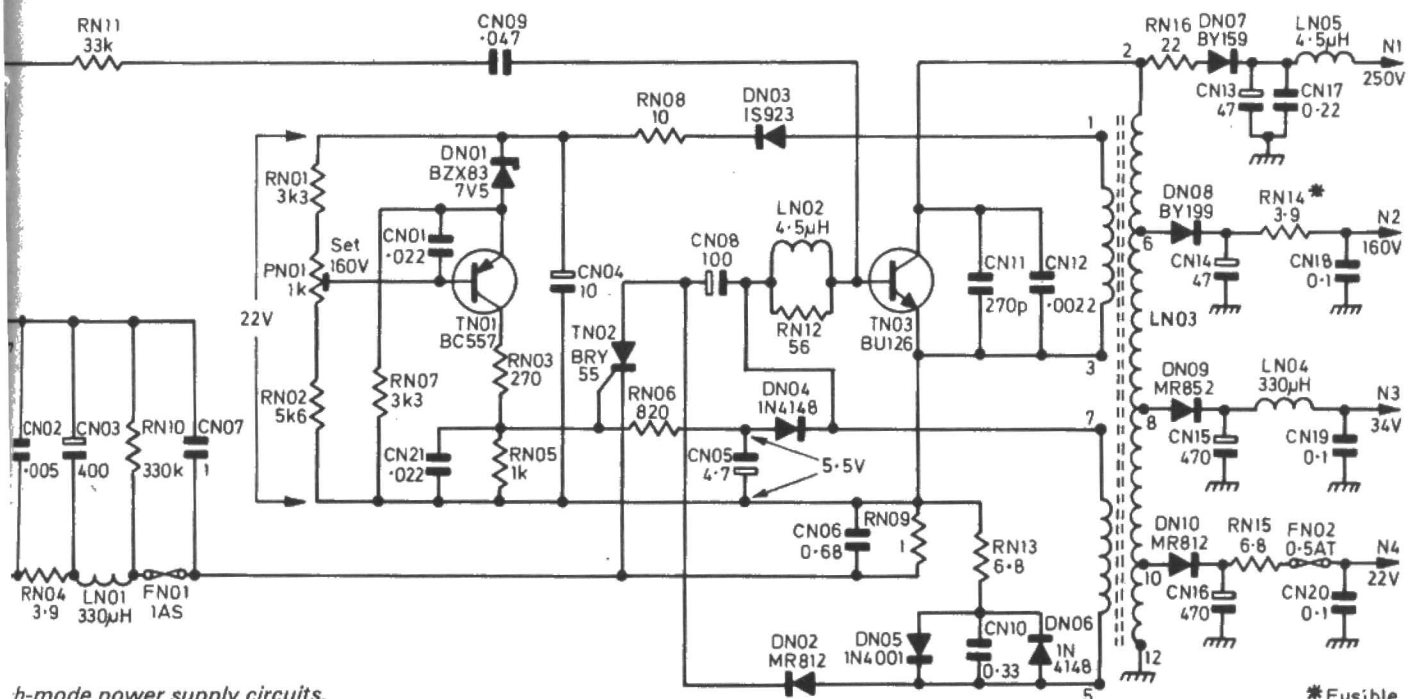 RN11
33k
CN09
·047
RN16
22
DN07
BY159
LN05
4·5µH
N1
250V
2
CN13
47
CN17
0·22
RN08
10
DN03
IS923
1
DN01
BZX83
7V5
RN01
3k3
CN01
·022
Set
160V
PN01
1k
22V
TN01
BC557
CN04
10
CN08
100
LN02
4·5µH
RN12
56
TN03
BU126
CN11
270p
CN12
·0022
3
DN08
BY199
RN14 *
3·9
N2
160V
6
CN14
47
CN18
0·1
LN03
RN02
5k6
RN07
3k3
RN03
270
TN02
BRY
55
RN06
820
DN04
1N4148
7
DN09
MR852
LN04
330µH
N3
34V
8
CN15
470
CN19
0·1
CN02
·005
CN03
400
RN10
330k
CN07
1
CN21
·022
RN05
1k
CN05
4·7
5·5V
CN06
0·68
RN09
1
RN13
6·8
DN10
MR812
RN15
6·8
FN02
0·5AT
N4
22V
10
CN16
470
CN20
0·1
RN04
3·9
LN01
330µH
FN01
1AS
DN02
MR812
DN05
1N4001
CN10
0·33
DN06
1N
4148
5
12
h-mode power supply circuits.
*Fusible